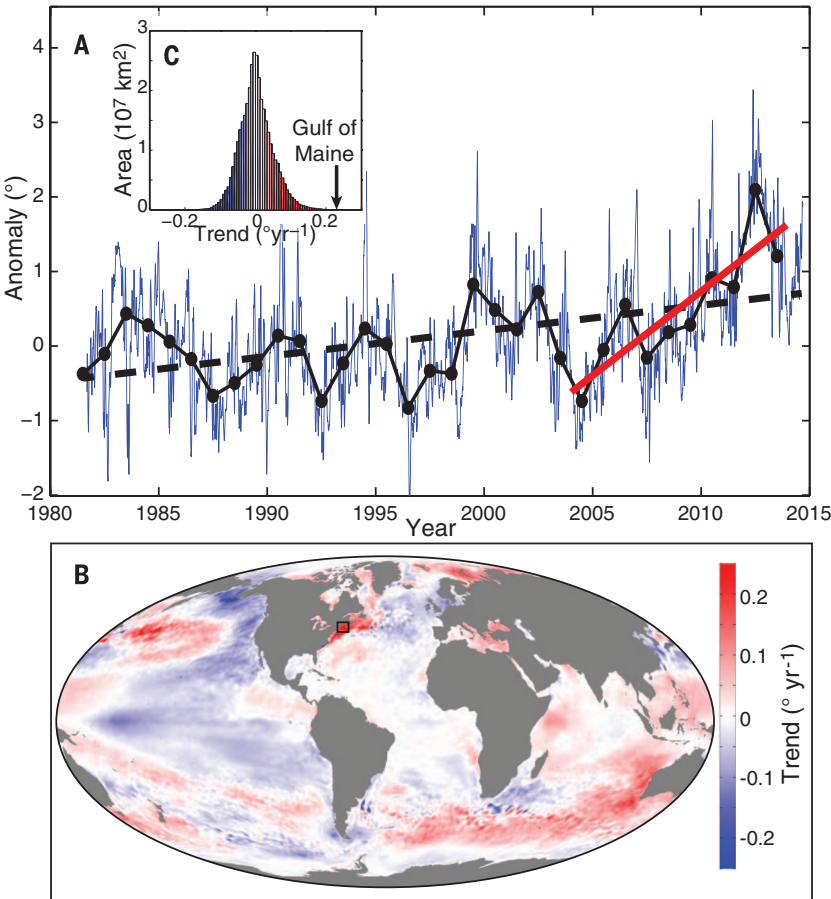 A
C
Area (10⁷ km²)
3
2
1
0
−0.2
0
0.2
Trend (°yr⁻¹)
Gulf of
Maine
Anomaly (°)
4
3
2
1
0
−1
−2
1980
1985
1990
1995
2000
2005
2010
2015
Year
B
0.2
0.1
0
-0.1
-0.2
Trend (° yr⁻¹)